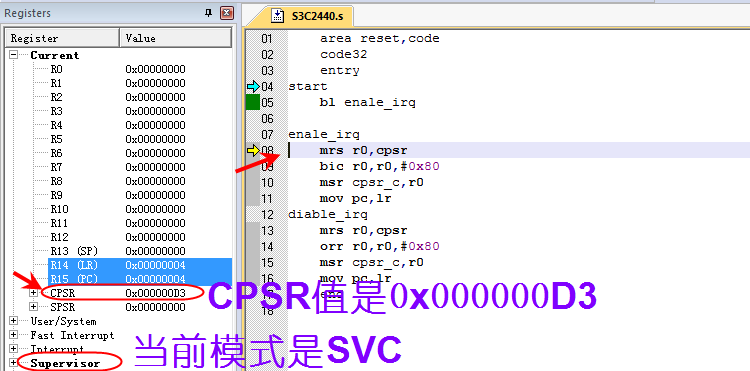 Registers
Register Value
Current
R0 0x00000000
R1 0x00000000
R2 0x00000000
R3 0x00000000
R4 0x00000000
R5 0x00000000
R6 0x00000000
R7 0x00000000
R8 0x00000000
R9 0x00000000
R10 0x00000000
R11 0x00000000
R12 0x00000000
R13 (SP) 0x00000000
R14 (LR) 0x00000004
R15 (PC) 0x00000004
CPSR 0x000000D3
SPSR 0x00000000
User/System
Fast Interrupt
Interrupt
Supervisor
S3C2440.s
01 area reset,code
02 code32
03 entry
04 start
05 bl enale_irq
06
07 enale_irq
08 mrs r0,cpsr
09 bic r0,r0,#0x80
10 msr cpsr_c,r0
11 mov pc,lr
12 diable_irq
13 mrs r0,cpsr
14 orr r0,r0,#0x80
15 msr cpsr_c,r0
16 mov pc,lr
end
18
CPSR值是0x000000D3
当前模式是SVC